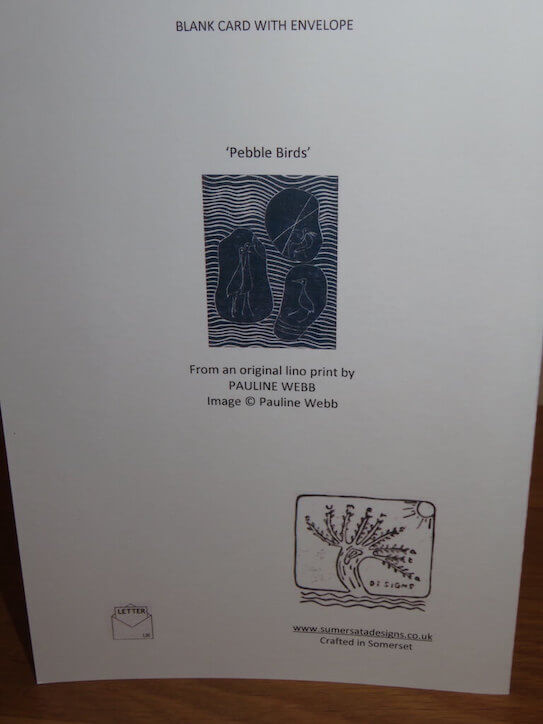 BLANK CARD WITH ENVELOPE
‘Pebble Birds’
From an original lino print by
PAULINE WEBB
Image © Pauline Webb
DESIGNS
LETTER
UK
www.sumersatadesigns.co.uk
Crafted in Somerset